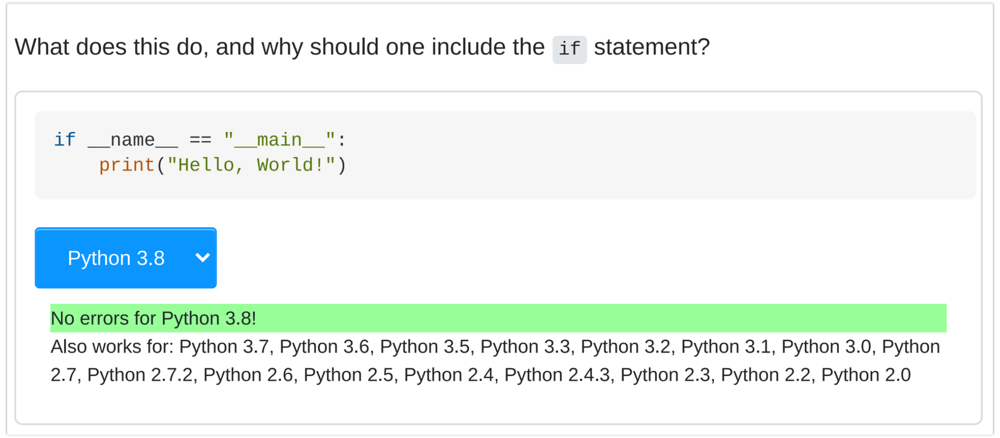 What does this do, and why should one include the if statement?
if __name__ == "__main__":
    print("Hello, World!")
Python 3.8
No errors for Python 3.8!
Also works for: Python 3.7, Python 3.6, Python 3.5, Python 3.3, Python 3.2, Python 3.1, Python 3.0, Python
2.7, Python 2.7.2, Python 2.6, Python 2.5, Python 2.4, Python 2.4.3, Python 2.3, Python 2.2, Python 2.0